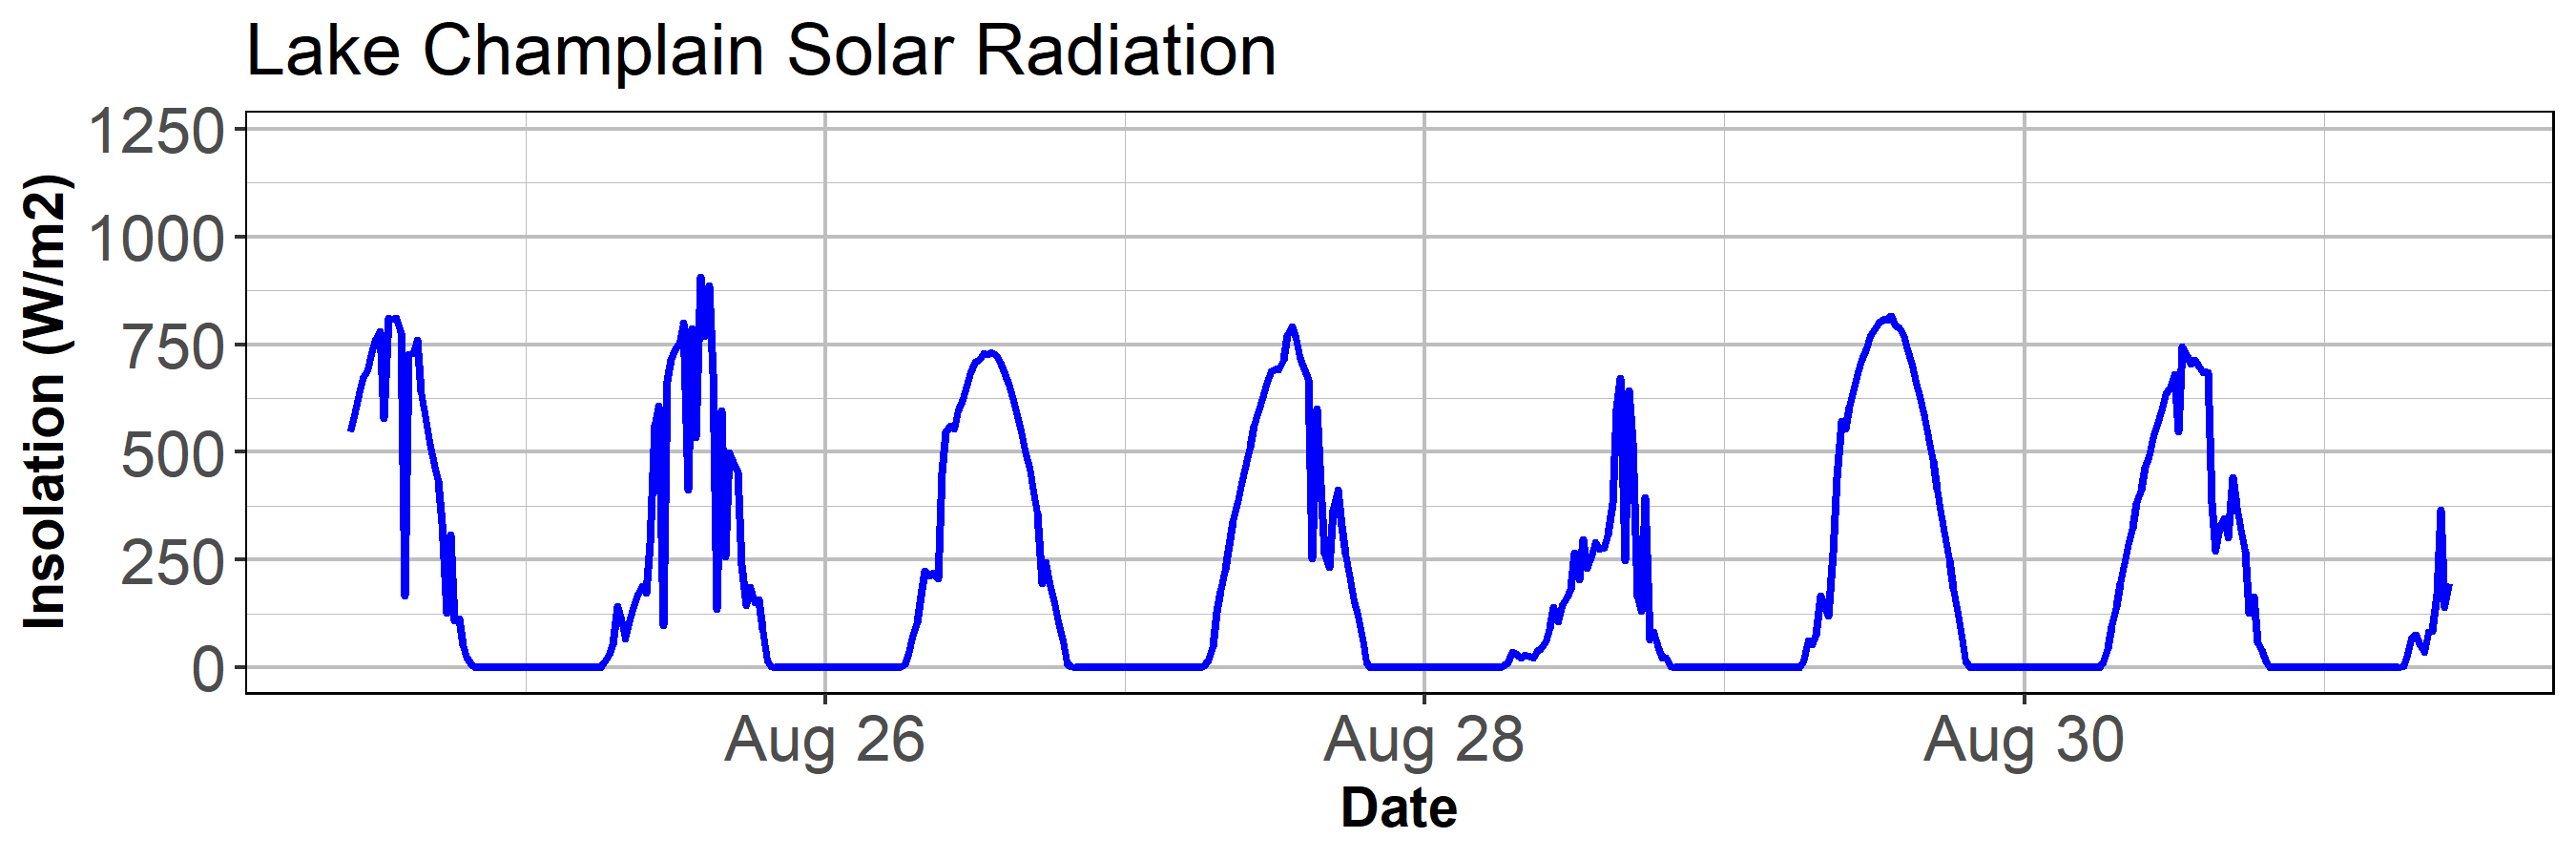 Lake Champlain Solar Radiation
1250
1000
750
500
250
0
Insolation (W/m2)
Aug 26 Aug 28 Aug 30
Date